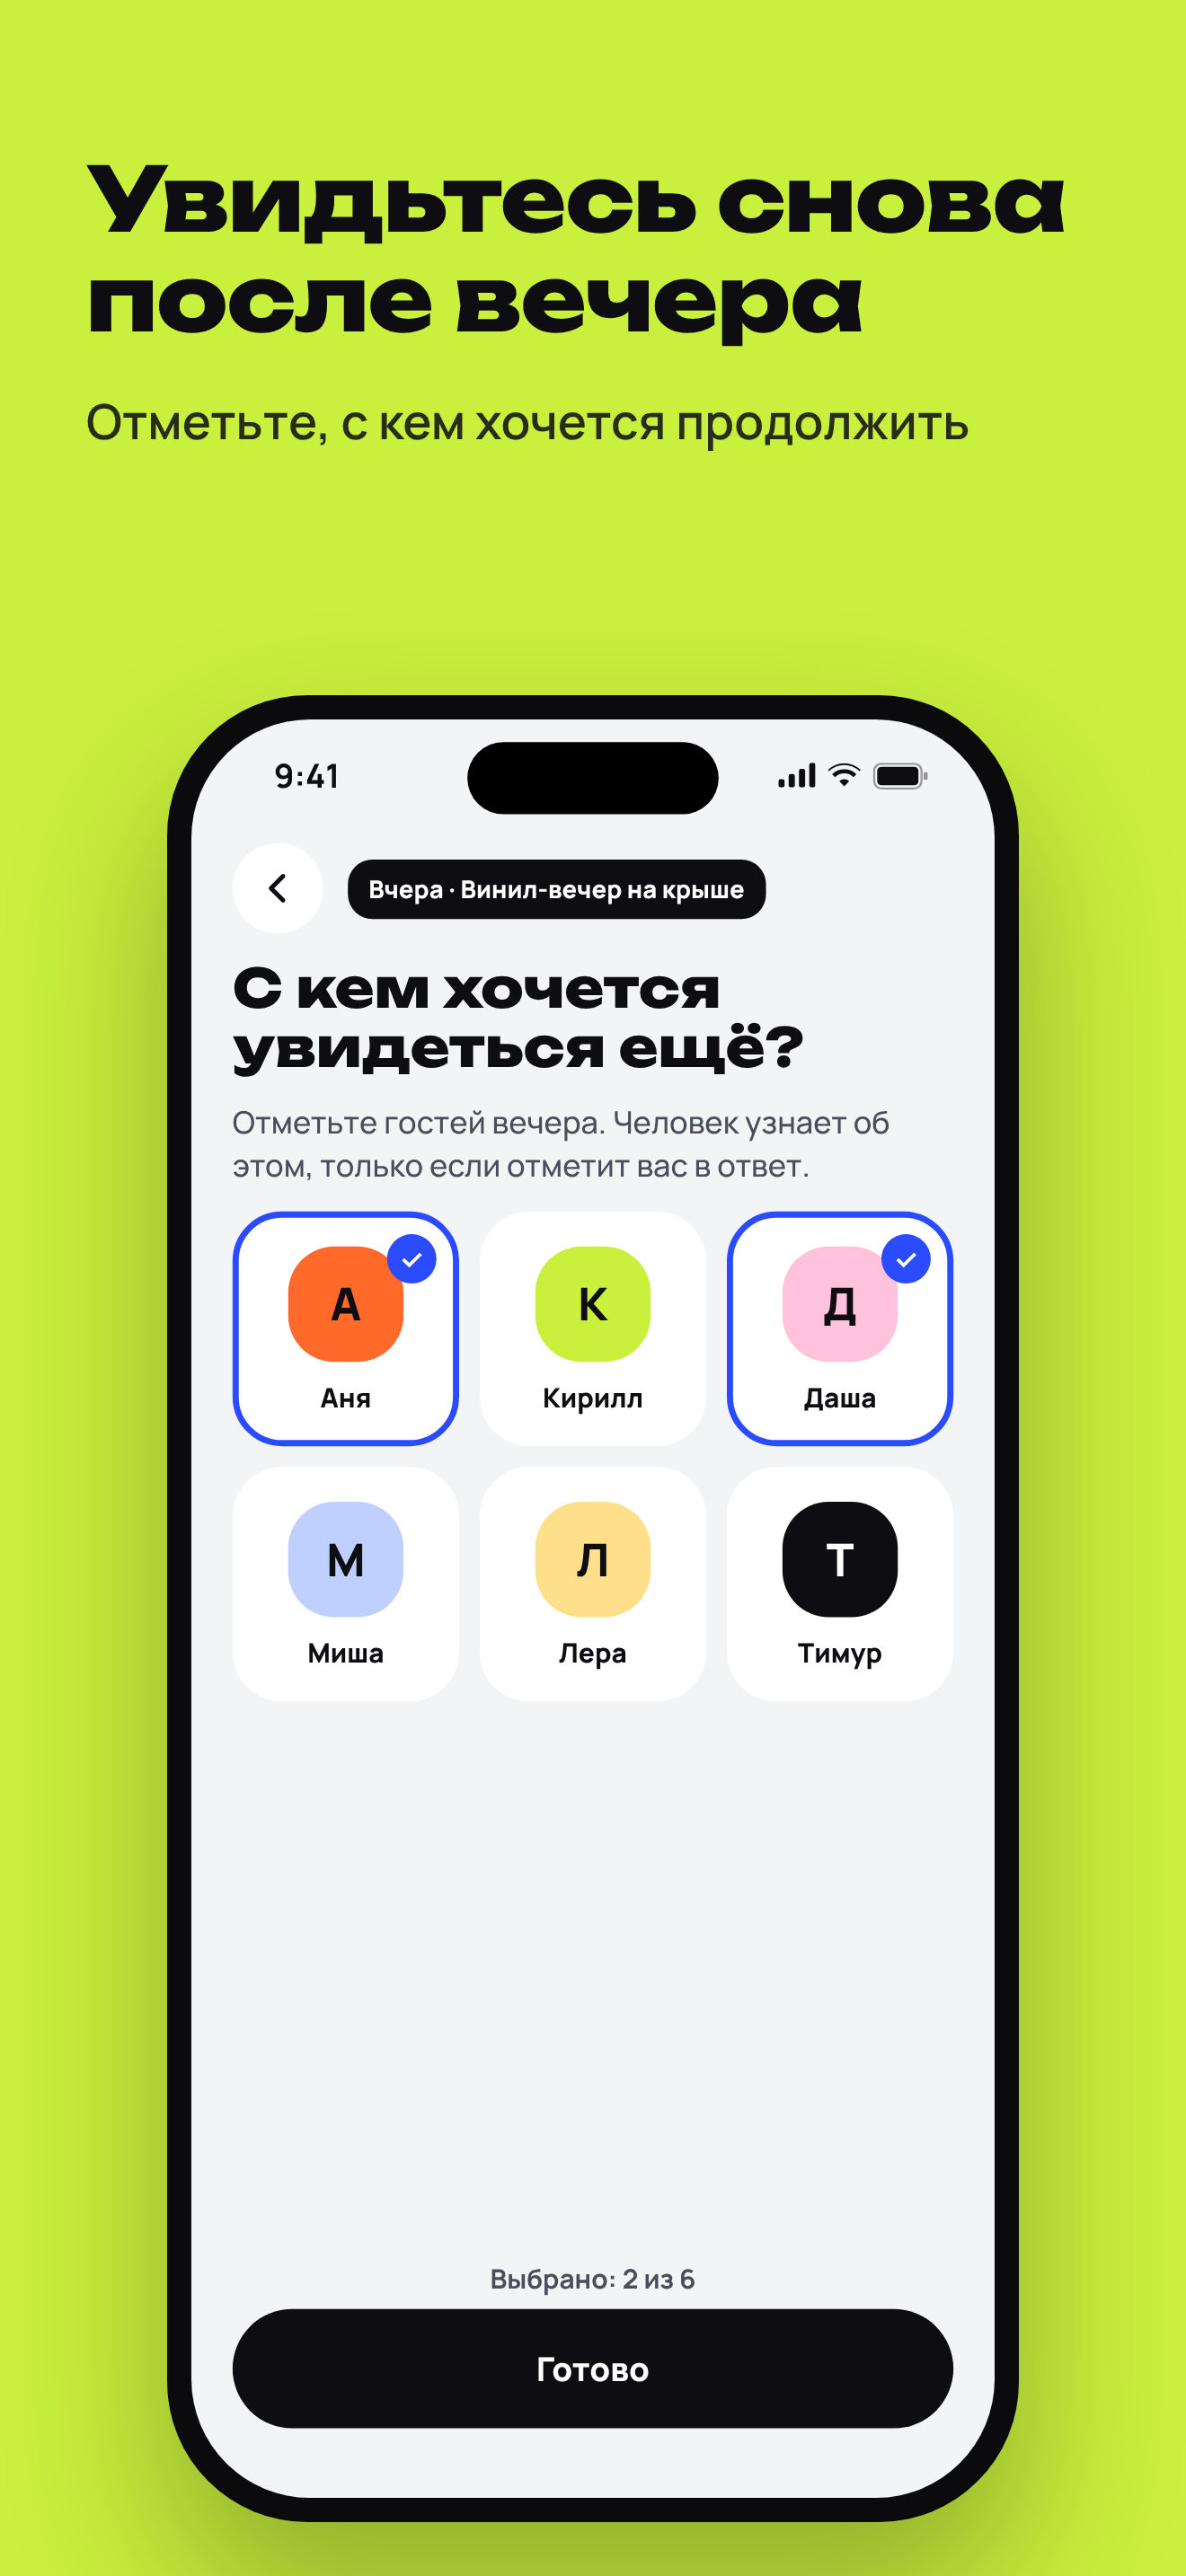 Увидьтесь снова
после вечера
Отметьте, с кем хочется продолжить
9:41
Вчера · Винил-вечер на крыше
С кем хочется
увидеться ещё?
Отметьте гостей вечера. Человек узнает об
этом, только если отметит вас в ответ.
А
К
Д
Аня
Кирилл
Даша
М
Л
Т
Миша
Лера
Тимур
Выбрано: 2 из 6
Готово